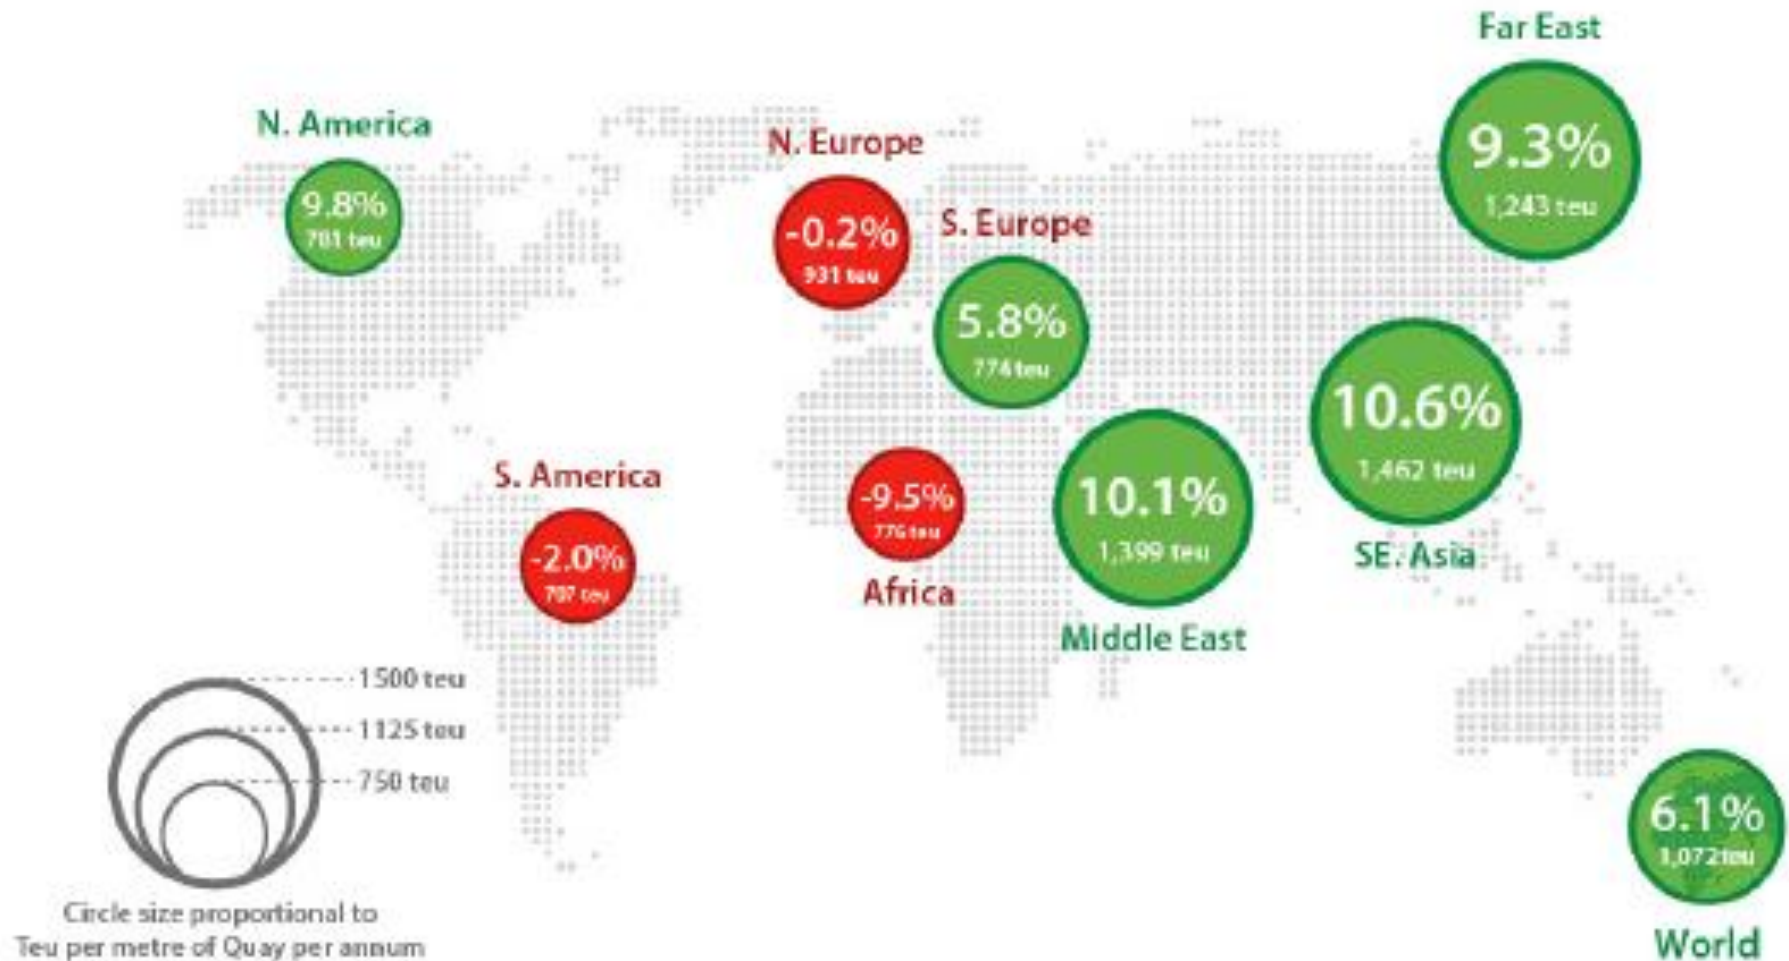 Far East
9.3%
1,243 teu
N. America
9.8%
781 teu
N. Europe
-0.2%
931 teu
S. Europe
5.8%
774 teu
10.6%
1,462 teu
SE. Asia
S. America
-2.0%
707 teu
-9.5%
776 teu
Africa
10.1%
1,399 teu
Middle East
1500 teu
1125 teu
750 teu
Circle size proportional to
Teu per metre of Quay per annum
6.1%
1,072 teu
World